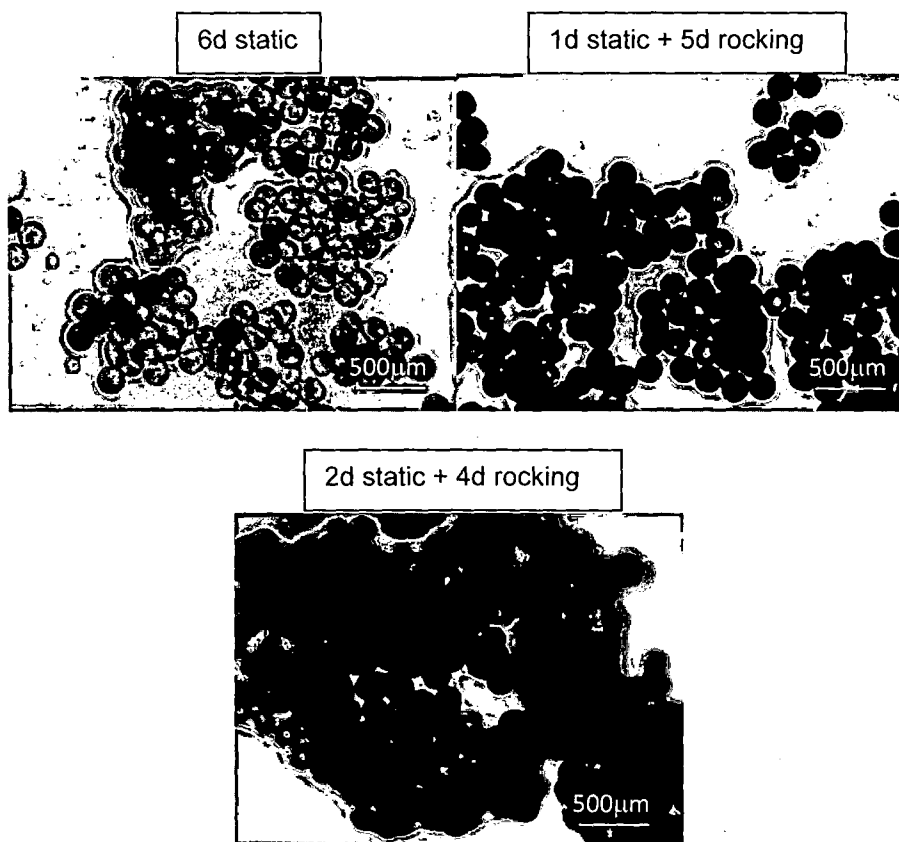 6d static
1d static + 5d rocking
500µm
500µm
2d static + 4d rocking
500µm